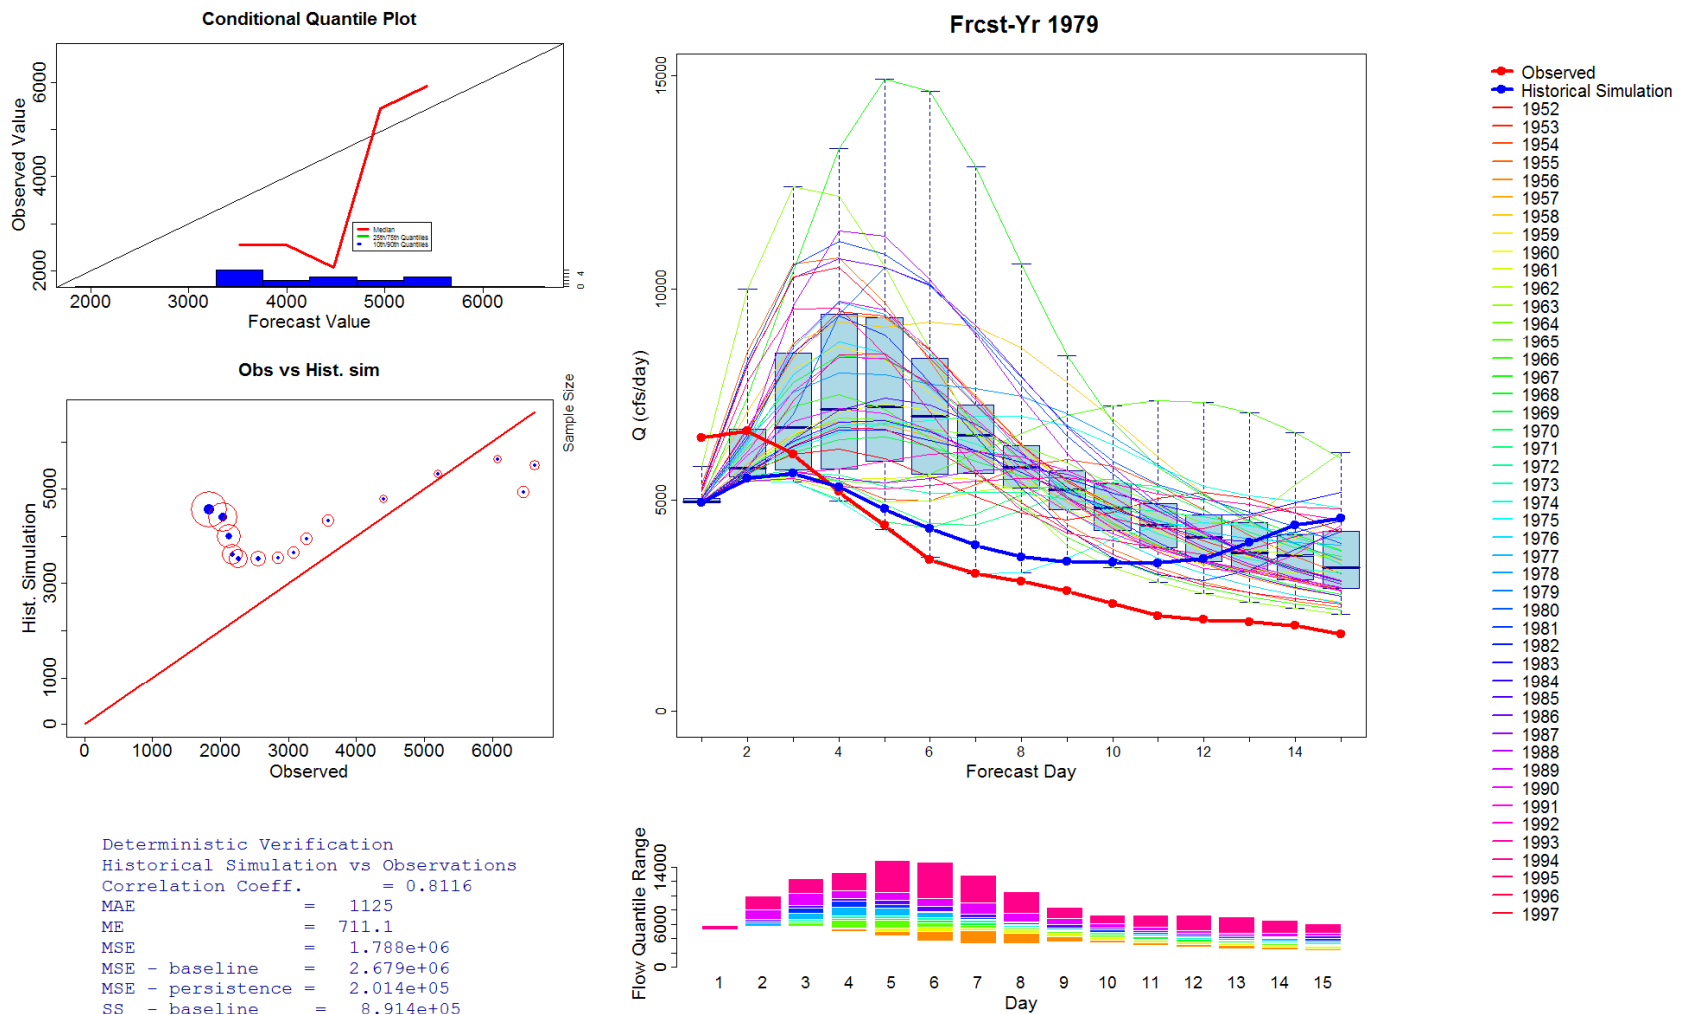 Conditional Quantile Plot
Observed Value
2000
4000
6000
Median
25th/75th Quantiles
10th/90th Quantiles
0 4
2000 3000 4000 5000 6000
Forecast Value
Sample Size
Obs vs Hist. sim
Hist. Simulation
0 1000 3000 5000
0 1000 2000 3000 4000 5000 6000
Observed
Deterministic Verification
Historical Simulation vs Observations
Correlation Coeff. = 0.8116
MAE = 1125
ME = 711.1
MSE = 1.788e+06
MSE - baseline = 2.679e+06
MSE - persistence = 2.014e+05
SS - baseline = 8.914e+05
Frcst-Yr 1979
Q (cfs/day)
0 5000 10000 15000
2 4 6 8 10 12 14
Forecast Day
Observed
Historical Simulation
1952
1953
1954
1955
1956
1957
1958
1959
1960
1961
1962
1963
1964
1965
1966
1967
1968
1969
1970
1971
1972
1973
1974
1975
1976
1977
1978
1979
1980
1981
1982
1983
1984
1985
1986
1987
1988
1989
1990
1991
1992
1993
1994
1995
1996
1997
Flow Quantile Range
0 6000 14000
1 2 3 4 5 6 7 8 9 10 11 12 13 14 15
Day